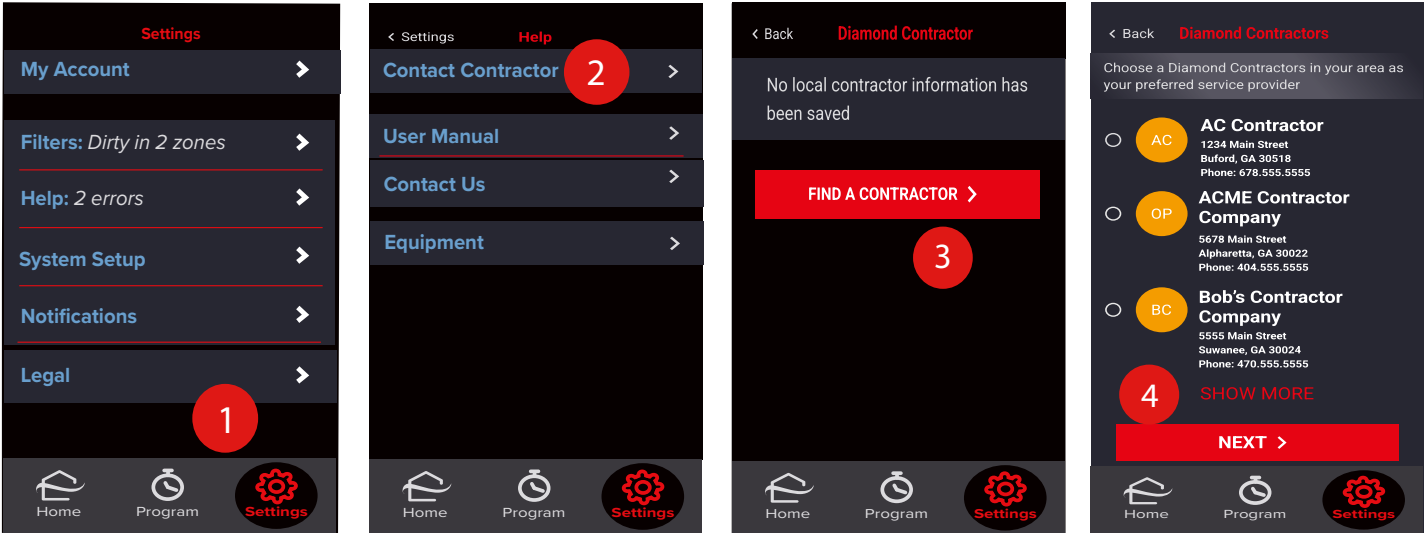 Settings
My Account
Filters: Dirty in 2 zones
Help: 2 errors
System Setup
Notifications
Legal
1
Home
Program
Settings
Settings
Help
Contact Contractor
2
User Manual
Contact Us
Equipment
Home
Program
Settings
Back
Diamond Contractor
No local contractor information has
been saved
FIND A CONTRACTOR
3
Home
Program
Settings
Back
Diamond Contractors
Choose a Diamond Contractors in your area as
your preferred service provider
AC
AC Contractor
1234 Main Street
Buford, GA 30518
Phone: 678.555.5555
OP
ACME Contractor
Company
5678 Main Street
Alpharetta, GA 30022
Phone: 404.555.5555
BC
Bob's Contractor
Company
5555 Main Street
Suwanee, GA 30024
Phone: 470.555.5555
4
SHOW MORE
NEXT
Home
Program
Settings